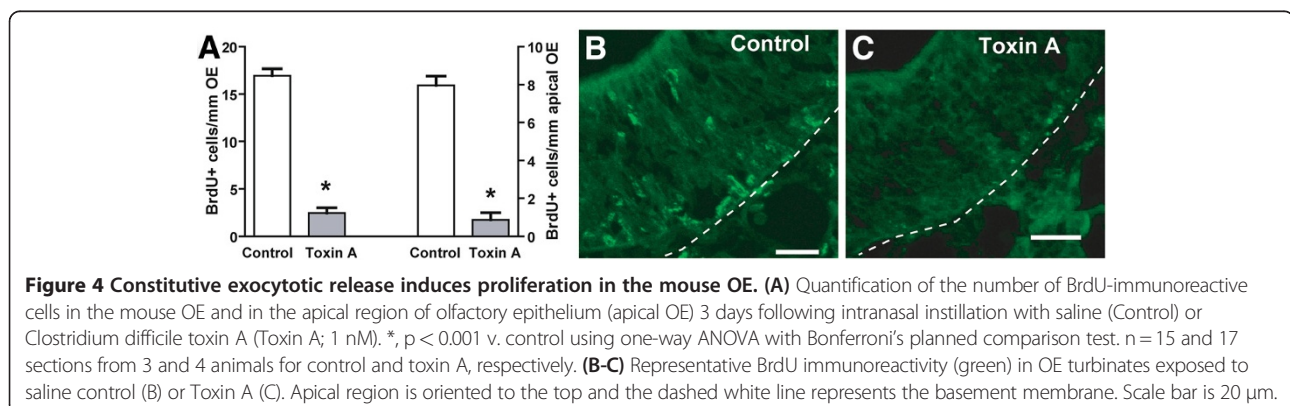 A
B
Control
C
Toxin A
20
15
10
5
0
BrdU+ cells/mm OE
10
8
6
4
2
0
BrdU+ cells/mm apical OE
*
*
Control Toxin A Control Toxin A
Figure 4 Constitutive exocytotic release induces proliferation in the mouse OE. (A) Quantification of the number of BrdU-immunoreactive
cells in the mouse OE and in the apical region of olfactory epithelium (apical OE) 3 days following intranasal instillation with saline (Control) or
Clostridium difficile toxin A (Toxin A; 1 nM). *, p < 0.001 v. control using one-way ANOVA with Bonferroni's planned comparison test. n = 15 and 17
sections from 3 and 4 animals for control and toxin A, respectively. (B-C) Representative BrdU immunoreactivity (green) in OE turbinates exposed to
saline control (B) or Toxin A (C). Apical region is oriented to the top and the dashed white line represents the basement membrane. Scale bar is 20 μm.